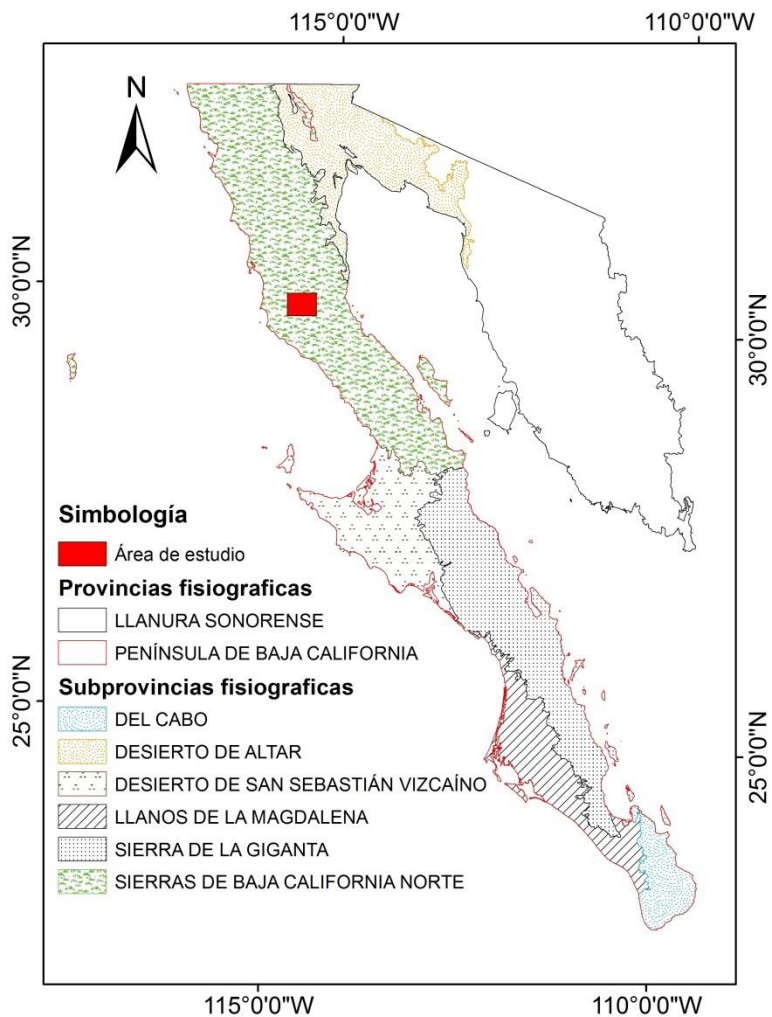 115°0'0"W 110°0'0"W
N
30°0'0"N
30°0'0"N
Simbología
Área de estudio
Provincias fisiograficas
LLANURA SONORENSE
PENÍNSULA DE BAJA CALIFORNIA
Subprovincias fisiograficas
DEL CABO
DESIERTO DE ALTAR
DESIERTO DE SAN SEBASTIÁN VIZCAÍNO
LLANOS DE LA MAGDALENA
SIERRA DE LA GIGANTA
SIERRAS DE BAJA CALIFORNIA NORTE
25°0'0"N
25°0'0"N
115°0'0"W 110°0'0"W